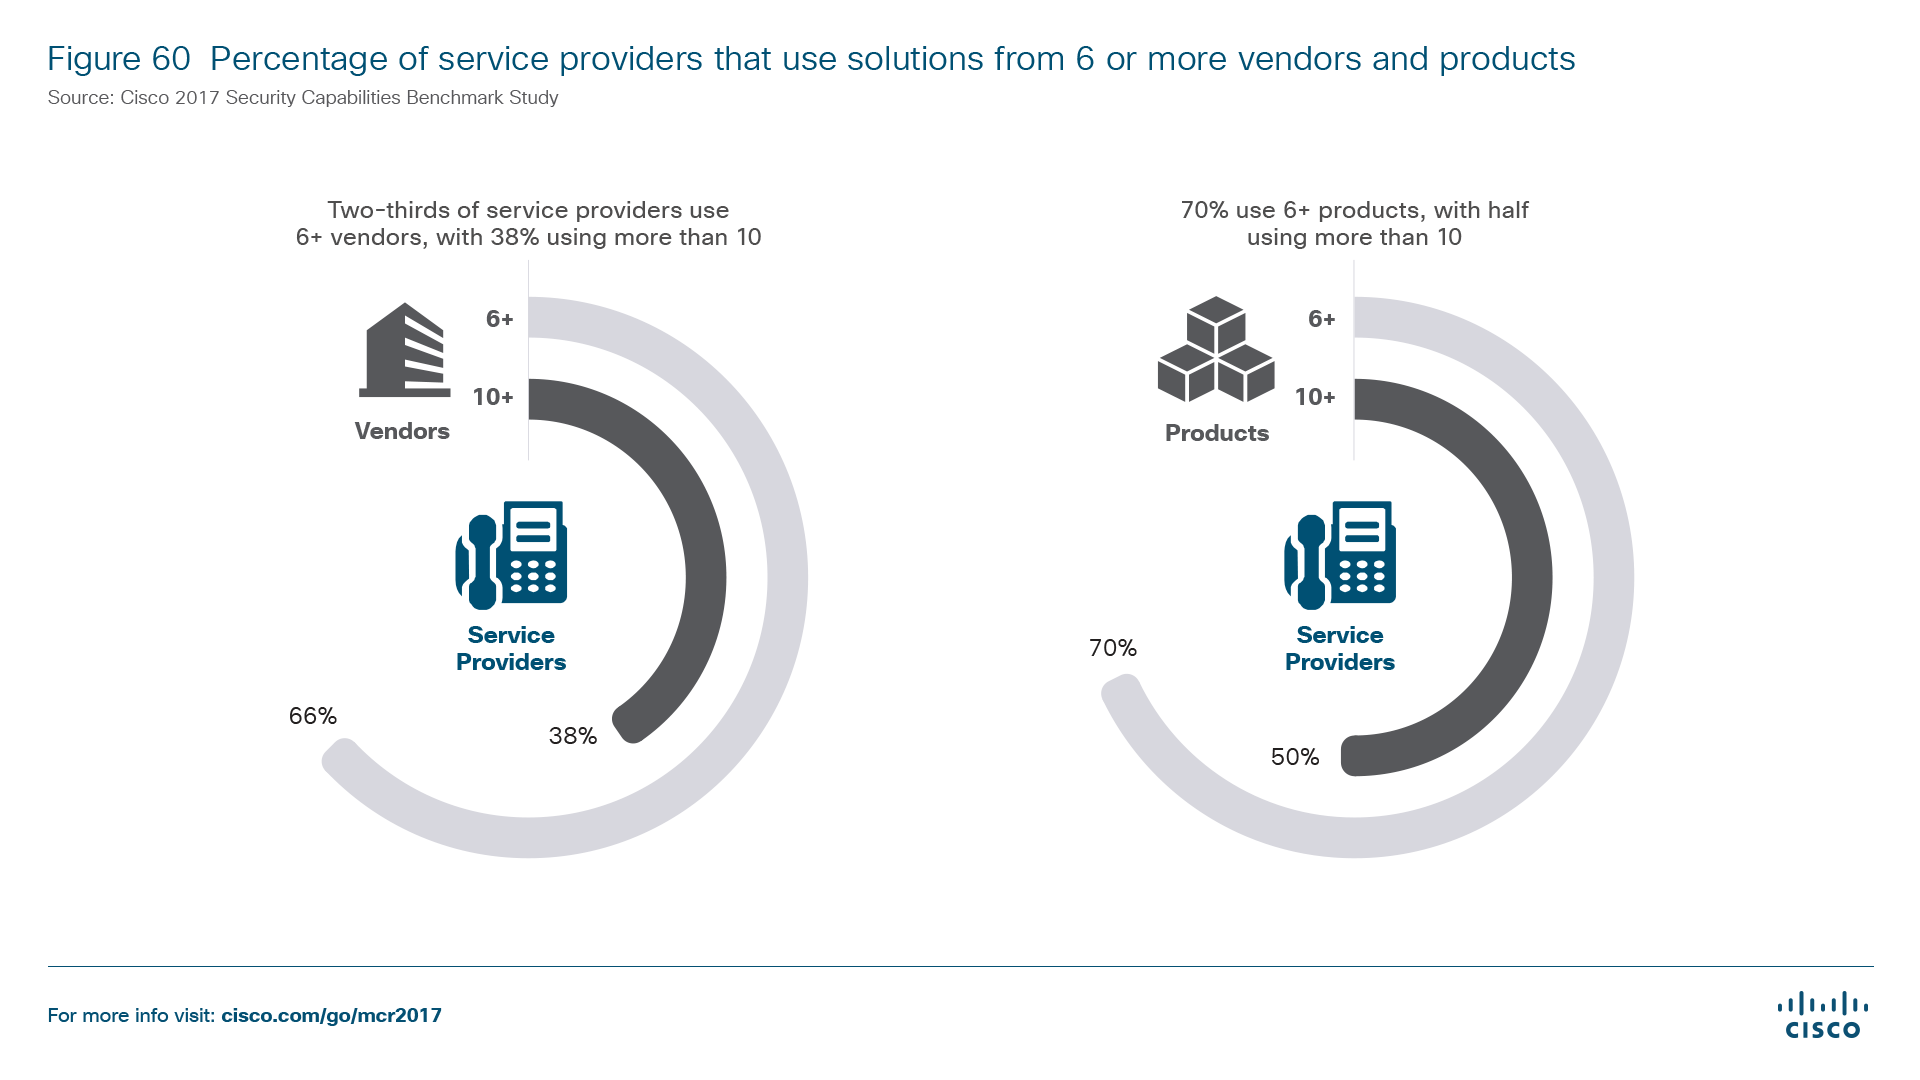 Figure 60  Percentage of service providers that use solutions from 6 or more vendors and products
Source: Cisco 2017 Security Capabilities Benchmark Study
Two-thirds of service providers use
6+ vendors, with 38% using more than 10
6+
10+
Vendors
Service
Providers
66%
38%
70% use 6+ products, with half
using more than 10
6+
10+
Products
Service
Providers
70%
50%
For more info visit: cisco.com/go/mcr2017
CISCO